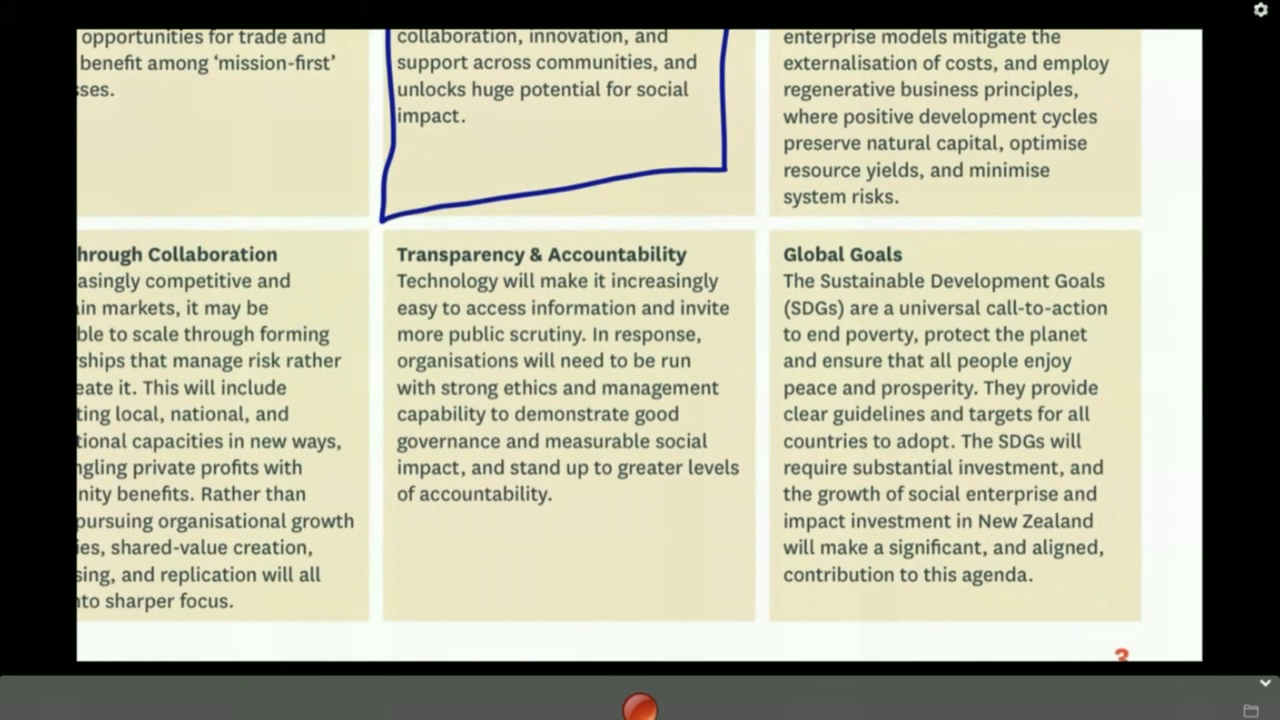 opportunities for trade and
benefit among ‘mission-first’
collaboration, innovation, and
support across communities, and
unlocks huge potential for social
impact.
enterprise models mitigate the
externalisation of costs, and employ
regenerative business principles,
where positive development cycles
preserve natural capital, optimise
resource yields, and minimise
system risks.
hrough Collaboration
asingly competitive and
ain markets, it may be
ble to scale through forming
rships that manage risk rather
eate it. This will include
ting local, national, and
tional capacities in new ways,
ngling private profits with
nity benefits. Rather than
pursuing organisational growth
ies, shared-value creation,
sing, and replication will all
nto sharper focus.
Transparency & Accountability
Technology will make it increasingly
easy to access information and invite
more public scrutiny. In response,
organisations will need to be run
with strong ethics and management
capability to demonstrate good
governance and measurable social
impact, and stand up to greater levels
of accountability.
Global Goals
The Sustainable Development Goals
(SDGs) are a universal call-to-action
to end poverty, protect the planet
and ensure that all people enjoy
peace and prosperity. They provide
clear guidelines and targets for all
countries to adopt. The SDGs will
require substantial investment, and
the growth of social enterprise and
impact investment in New Zealand
will make a significant, and aligned,
contribution to this agenda.
3